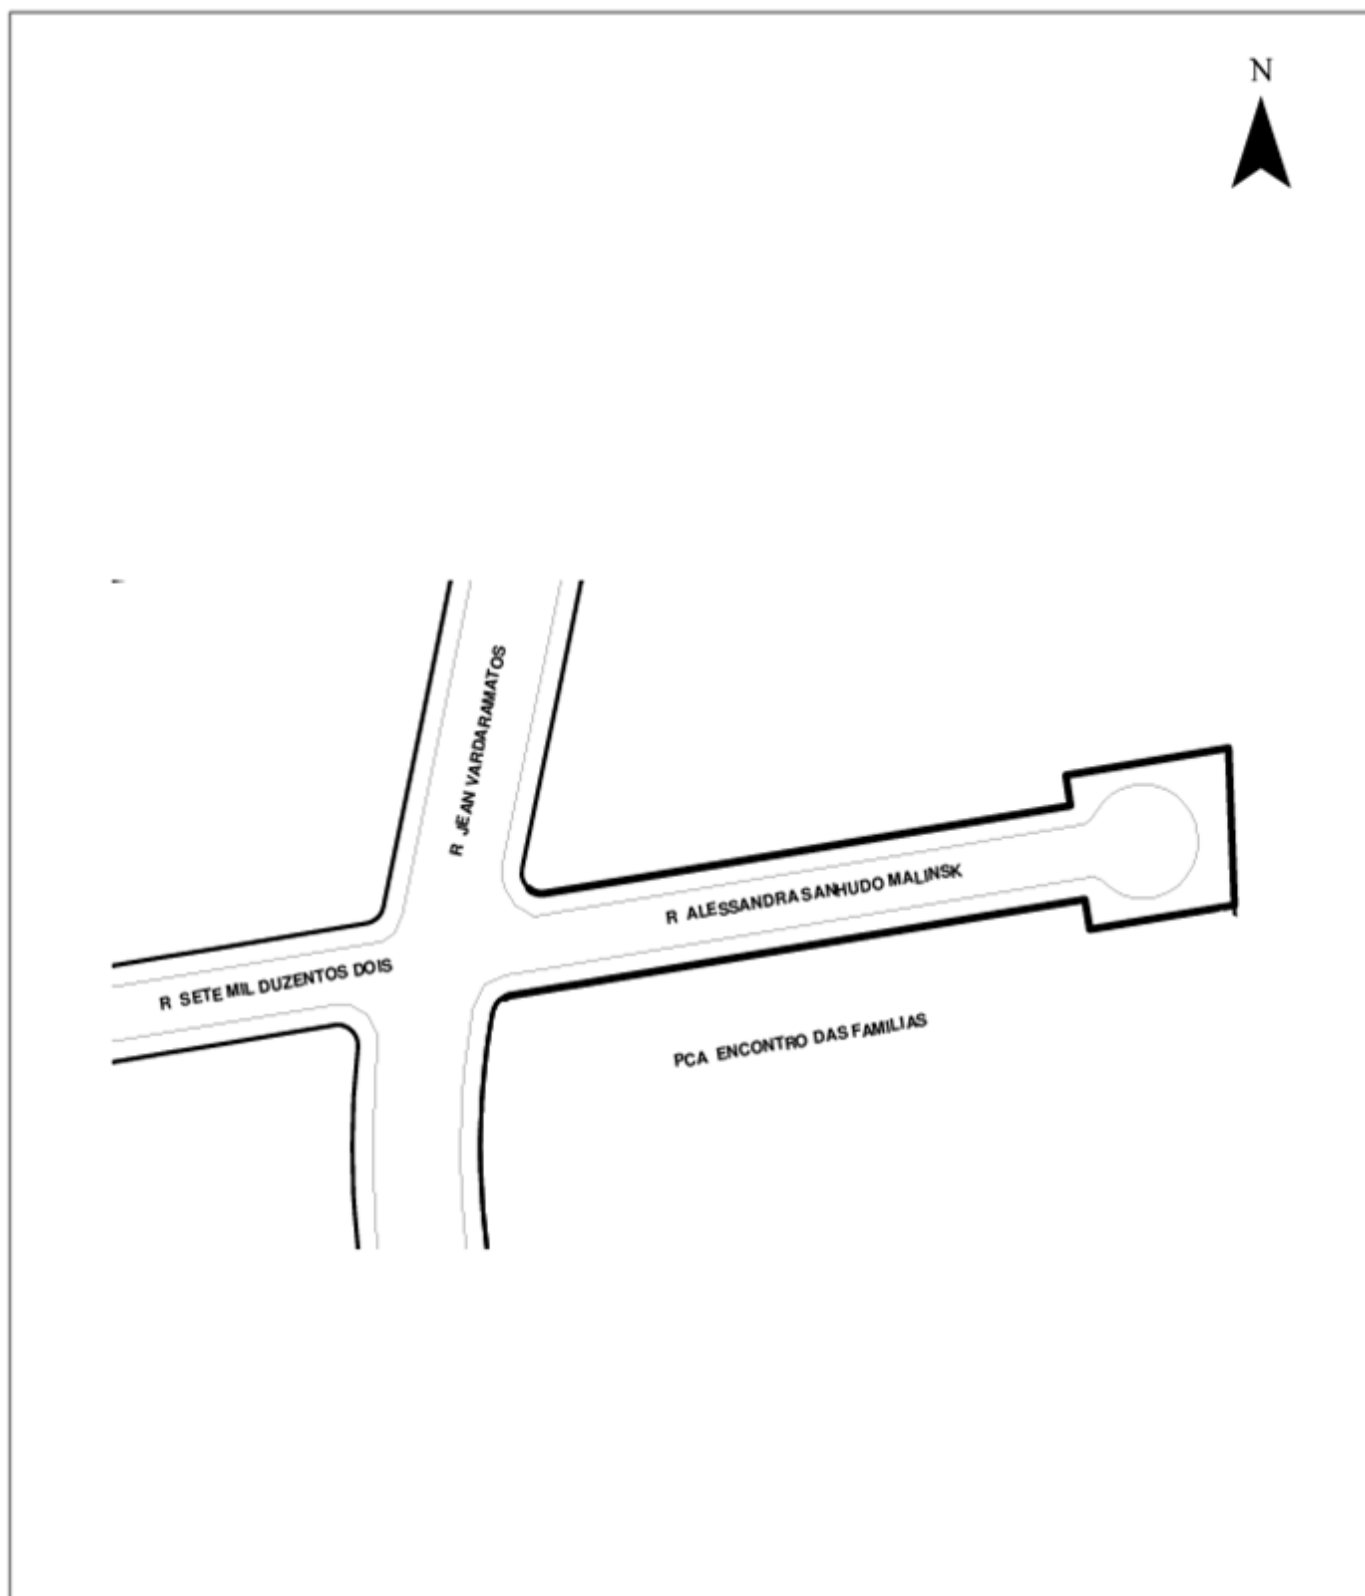 N
R JEAN VARDARAMATOS
R ALESSANDRA SANHUDO MALINSK
R SETE MIL DUZENTOS DOIS
PCA ENCONTRO DAS FAMILIAS